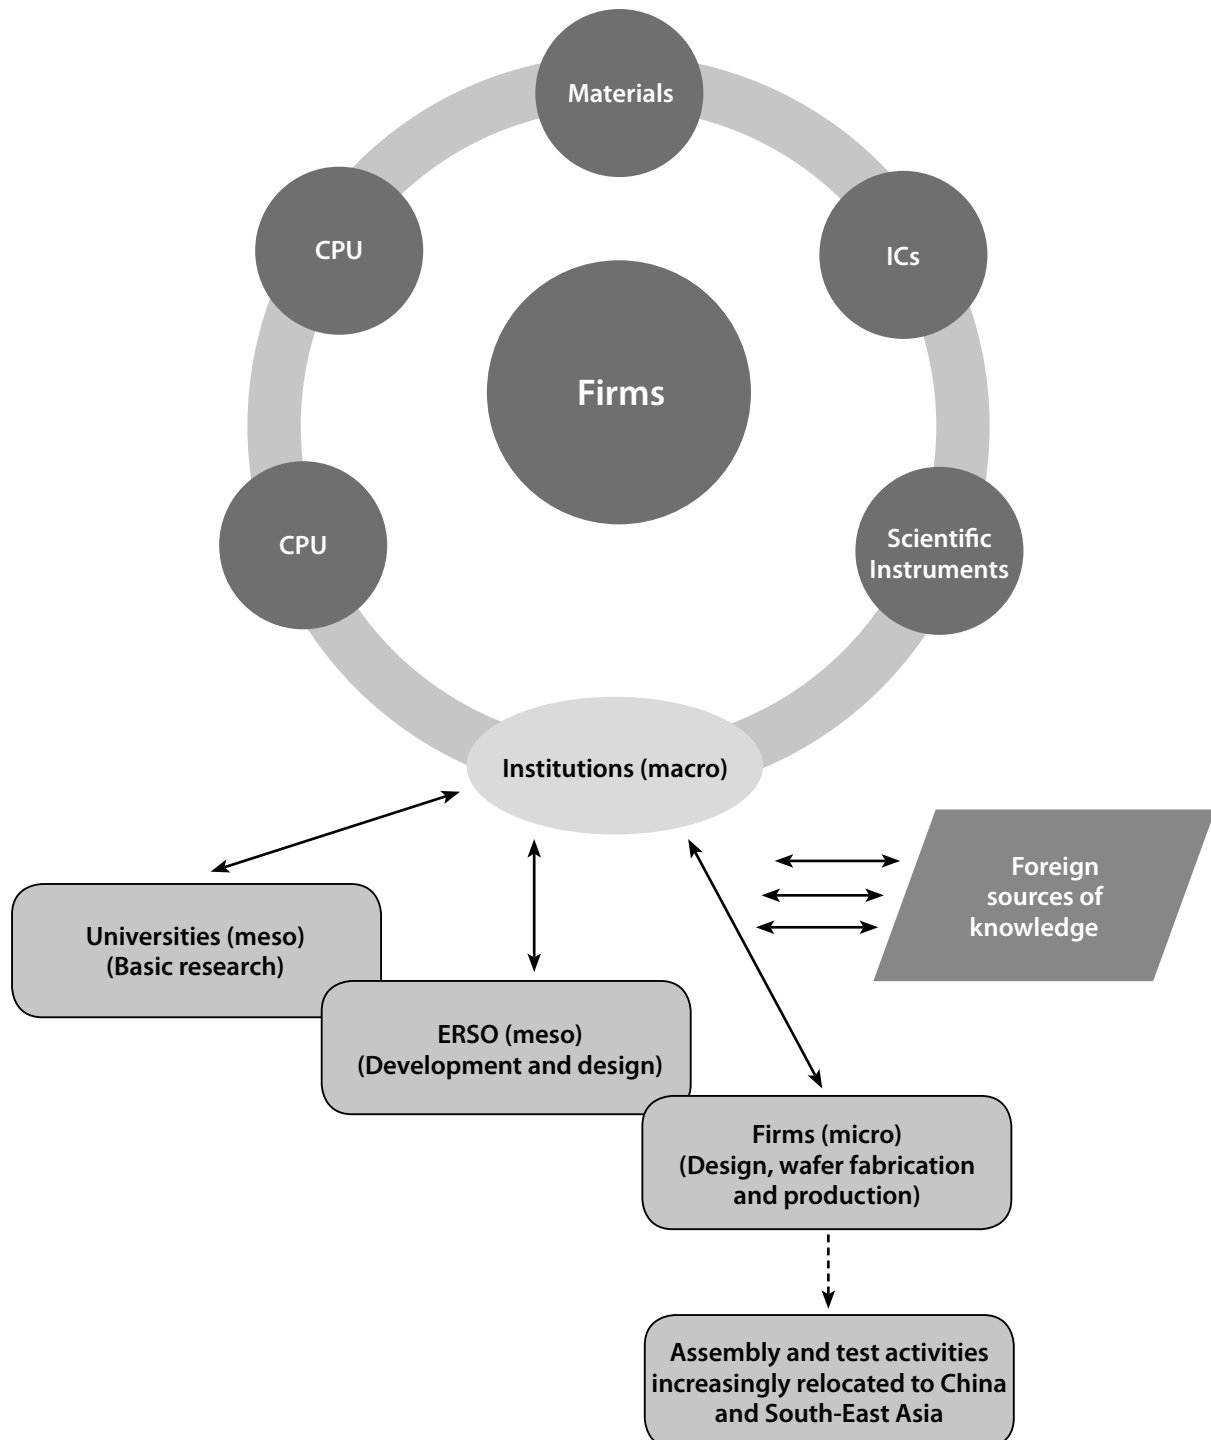 Materials
CPU
ICs
Firms
CPU
Scientific
Instruments
Institutions (macro)
Foreign
sources of
knowledge
Universities (meso)
(Basic research)
ERSO (meso)
(Development and design)
Firms (micro)
(Design, wafer fabrication
and production)
Assembly and test activities
increasingly relocated to China
and South-East Asia